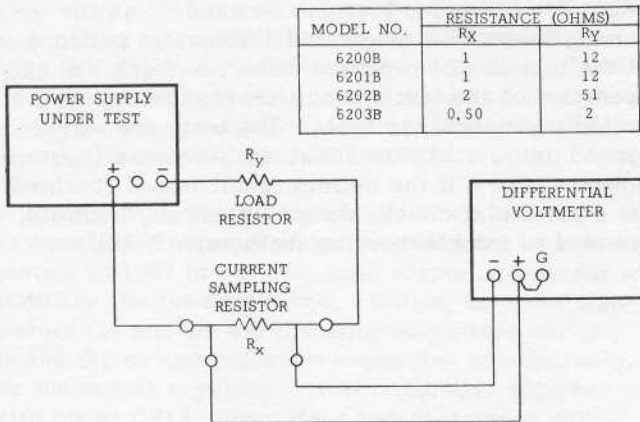 RESISTANCE (OHMS)
MODEL NO. Rx Ry
6200B 1 12
6201B 1 12
6202B 2 51
6203B 0.50 2
POWER SUPPLY
UNDER TEST
+ -
Ry
LOAD
RESISTOR
DIFFERENTIAL
VOLTMETER
- + G
CURRENT
SAMPLING
RESISTOR
Rx